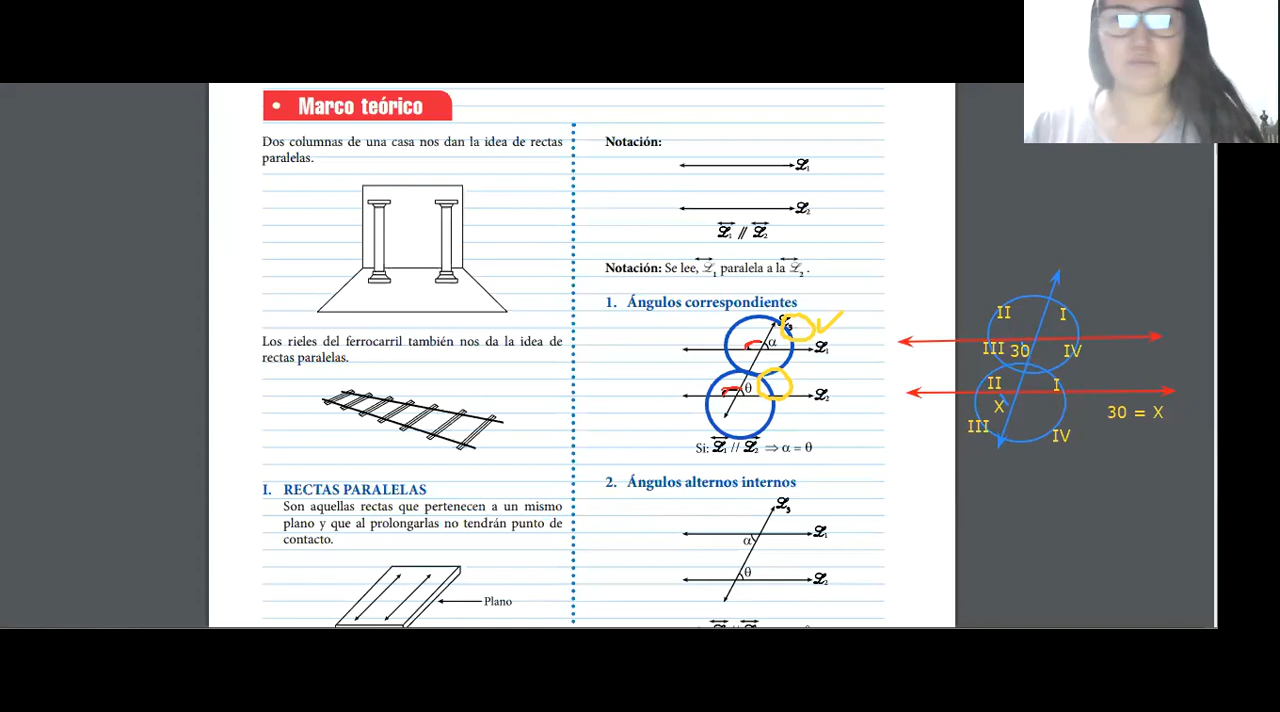 • Marco teórico
Dos columnas de una casa nos dan la idea de rectas
paralelas.
Los rieles del ferrocarril también nos da la idea de
rectas paralelas.
I. RECTAS PARALELAS
Son aquellas rectas que pertenecen a un mismo
plano y que al prolongarlas no tendrán punto de
contacto.
Plano
Notación:
ℒ₁
ℒ₂
ℒ₁ // ℒ₂
Notación: Se lee, ℒ₁ paralela a la ℒ₂ .
1. Ángulos correspondientes
ℒ₃
α
ℒ₁
θ
ℒ₂
Si: ℒ₁ // ℒ₂ ⇒ α = θ
2. Ángulos alternos internos
ℒ₃
α
ℒ₁
θ
ℒ₂
II I
III 30 IV
II I
X
III IV
30 = X